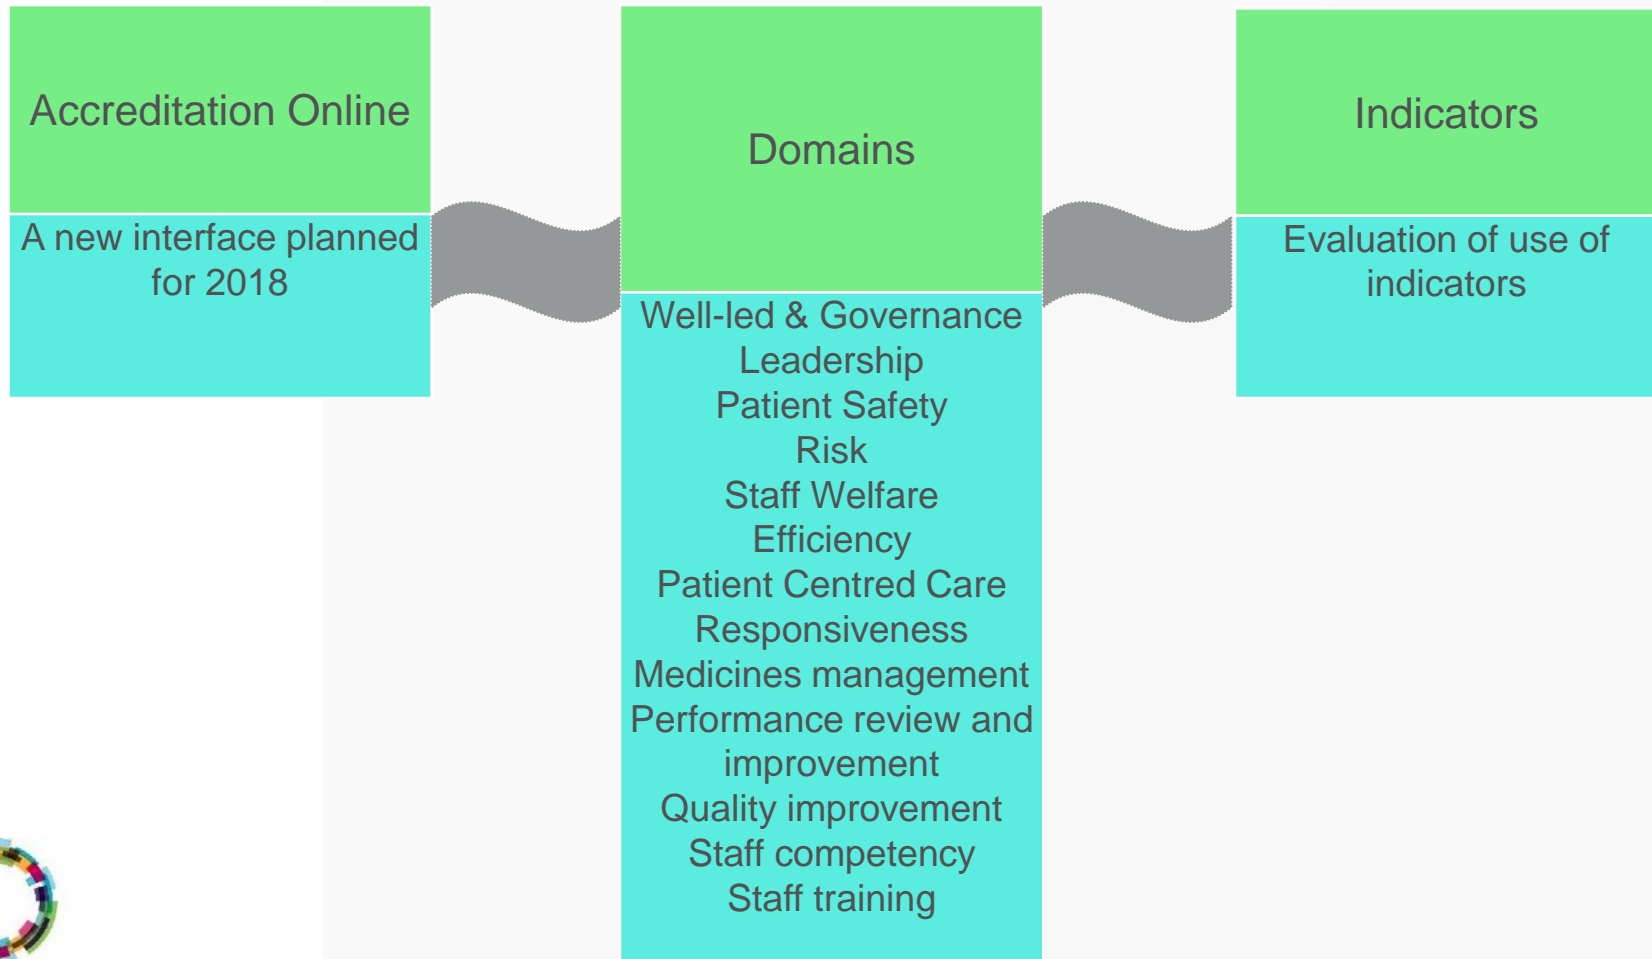 Accreditation Online
A new interface planned
for 2018
Domains
Well-led & Governance
Leadership
Patient Safety
Risk
Staff Welfare
Efficiency
Patient Centred Care
Responsiveness
Medicines management
Performance review and
improvement
Quality improvement
Staff competency
Staff training
Indicators
Evaluation of use of
indicators